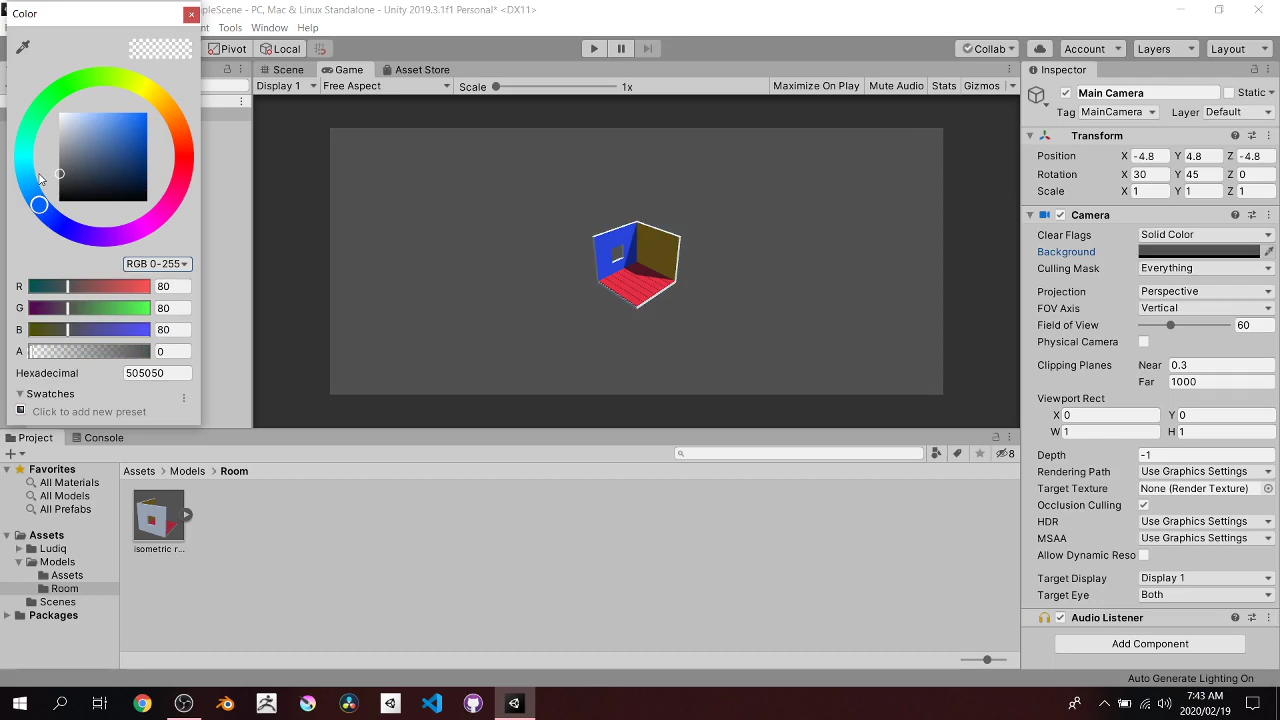 Color
pleScene - PC, Mac & Linux Standalone - Unity 2019.3.1f1 Personal* <DX11>
nt Tools Window Help
Pivot Local Collab Account Layers Layout
Scene Game Asset Store
Display 1 Free Aspect Scale 1x Maximize On Play Mute Audio Stats Gizmos
RGB 0-255
R 80
G 80
B 80
A 0
Hexadecimal 505050
Swatches
Click to add new preset
Inspector
Main Camera Static
Tag MainCamera Layer Default
Transform
Position X -4.8 Y 4.8 Z -4.8
Rotation X 30 Y 45 Z 0
Scale X 1 Y 1 Z 1
Camera
Clear Flags Solid Color
Background
Culling Mask Everything
Projection Perspective
FOV Axis Vertical
Field of View 60
Physical Camera
Clipping Planes Near 0.3
Far 1000
Viewport Rect
X 0 Y 0
W 1 H 1
Depth -1
Rendering Path Use Graphics Settings
Target Texture None (Render Texture)
Occlusion Culling
HDR Use Graphics Settings
MSAA Use Graphics Settings
Allow Dynamic Reso
Target Display Display 1
Target Eye Both
Audio Listener
Add Component
Auto Generate Lighting On
Project Console
8
Favorites
All Materials
All Models
All Prefabs
Assets
Ludiq
Models
Assets
Room
Scenes
Packages
Assets > Models > Room
isometric r...
7:43 AM
2020/02/19